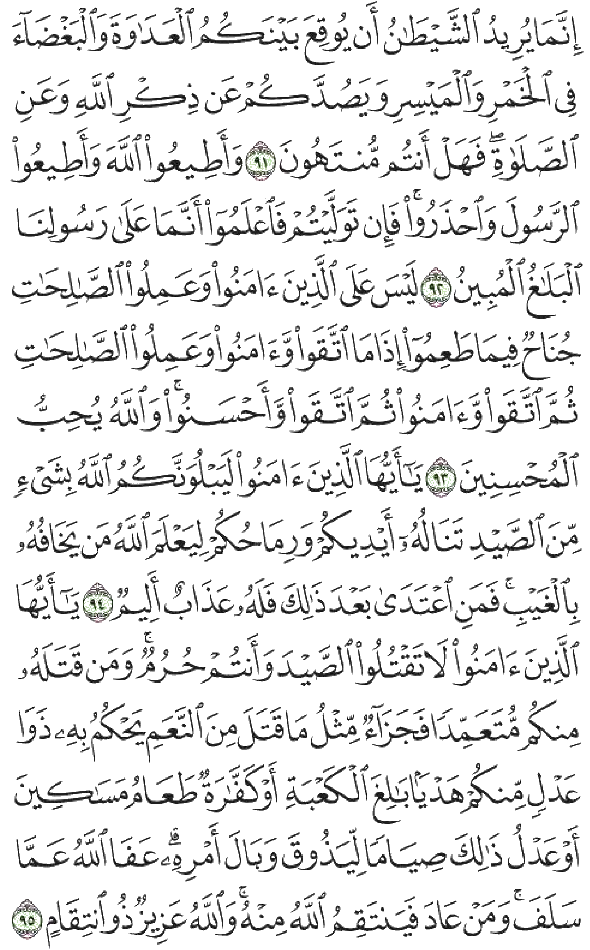 إِنَّمَا يُرِيدُ ٱلشَّيْطَٰنُ أَن يُوقِعَ بَيْنَكُمُ ٱلْعَدَٰوَةَ وَٱلْبَغْضَآءَ
فِى ٱلْخَمْرِ وَٱلْمَيْسِرِ وَيَصُدَّكُمْ عَن ذِكْرِ ٱللَّهِ وَعَنِ
ٱلصَّلَوٰةِۖ فَهَلْ أَنتُم مُّنتَهُونَ ٩١ وَأَطِيعُوا۟ ٱللَّهَ وَأَطِيعُوا۟
ٱلرَّسُولَ وَٱحْذَرُوا۟ۚ فَإِن تَوَلَّيْتُمْ فَٱعْلَمُوٓا۟ أَنَّمَا عَلَىٰ رَسُولِنَا
ٱلْبَلَٰغُ ٱلْمُبِينُ ٩٢ لَيْسَ عَلَى ٱلَّذِينَ ءَامَنُوا۟ وَعَمِلُوا۟ ٱلصَّٰلِحَٰتِ
جُنَاحٌ فِيمَا طَعِمُوٓا۟ إِذَا مَا ٱتَّقَوا۟ وَّءَامَنُوا۟ وَعَمِلُوا۟ ٱلصَّٰلِحَٰتِ
ثُمَّ ٱتَّقَوا۟ وَّءَامَنُوا۟ ثُمَّ ٱتَّقَوا۟ وَّأَحْسَنُوا۟ۗ وَٱللَّهُ يُحِبُّ
ٱلْمُحْسِنِينَ ٩٣ يَٰٓأَيُّهَا ٱلَّذِينَ ءَامَنُوا۟ لَيَبْلُوَنَّكُمُ ٱللَّهُ بِشَىْءٍ
مِّنَ ٱلصَّيْدِ تَنَالُهُۥٓ أَيْدِيكُمْ وَرِمَاحُكُمْ لِيَعْلَمَ ٱللَّهُ مَن يَخَافُهُۥ
بِٱلْغَيْبِۚ فَمَنِ ٱعْتَدَىٰ بَعْدَ ذَٰلِكَ فَلَهُۥ عَذَابٌ أَلِيمٌ ٩٤ يَٰٓأَيُّهَا
ٱلَّذِينَ ءَامَنُوا۟ لَا تَقْتُلُوا۟ ٱلصَّيْدَ وَأَنتُمْ حُرُمٌۚ وَمَن قَتَلَهُۥ
مِنكُم مُّتَعَمِّدًا فَجَزَآءٌ مِّثْلُ مَا قَتَلَ مِنَ ٱلنَّعَمِ يَحْكُمُ بِهِۦ ذَوَا
عَدْلٍ مِّنكُمْ هَدْيًۢا بَٰلِغَ ٱلْكَعْبَةِ أَوْ كَفَّٰرَةٌ طَعَامُ مَسَٰكِينَ
أَوْ عَدْلُ ذَٰلِكَ صِيَامًا لِّيَذُوقَ وَبَالَ أَمْرِهِۦۗ عَفَا ٱللَّهُ عَمَّا
سَلَفَۚ وَمَنْ عَادَ فَيَنتَقِمُ ٱللَّهُ مِنْهُۗ وَٱللَّهُ عَزِيزٌ ذُو ٱنتِقَامٍ ٩٥